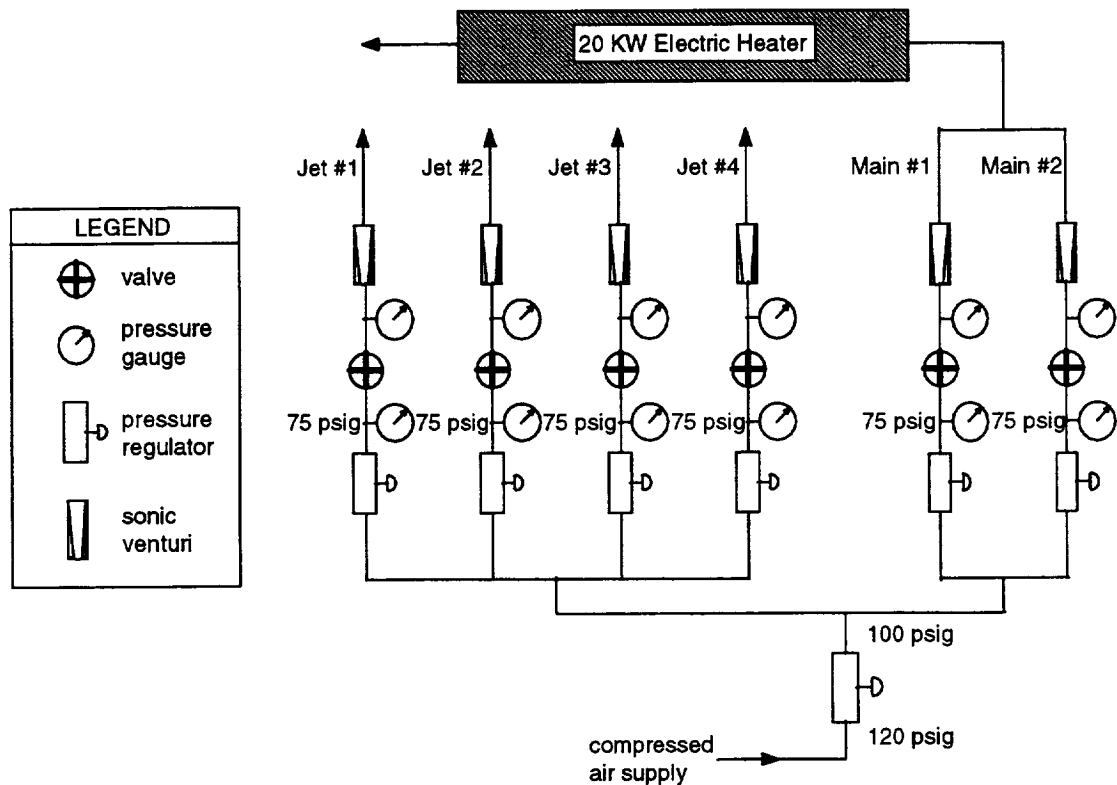 20 KW Electric Heater
Jet #1 Jet #2 Jet #3 Jet #4 Main #1 Main #2
LEGEND
valve
pressure
gauge
pressure
regulator
sonic
venturi
75 psig 75 psig 75 psig 75 psig 75 psig 75 psig
100 psig
120 psig
compressed
air supply